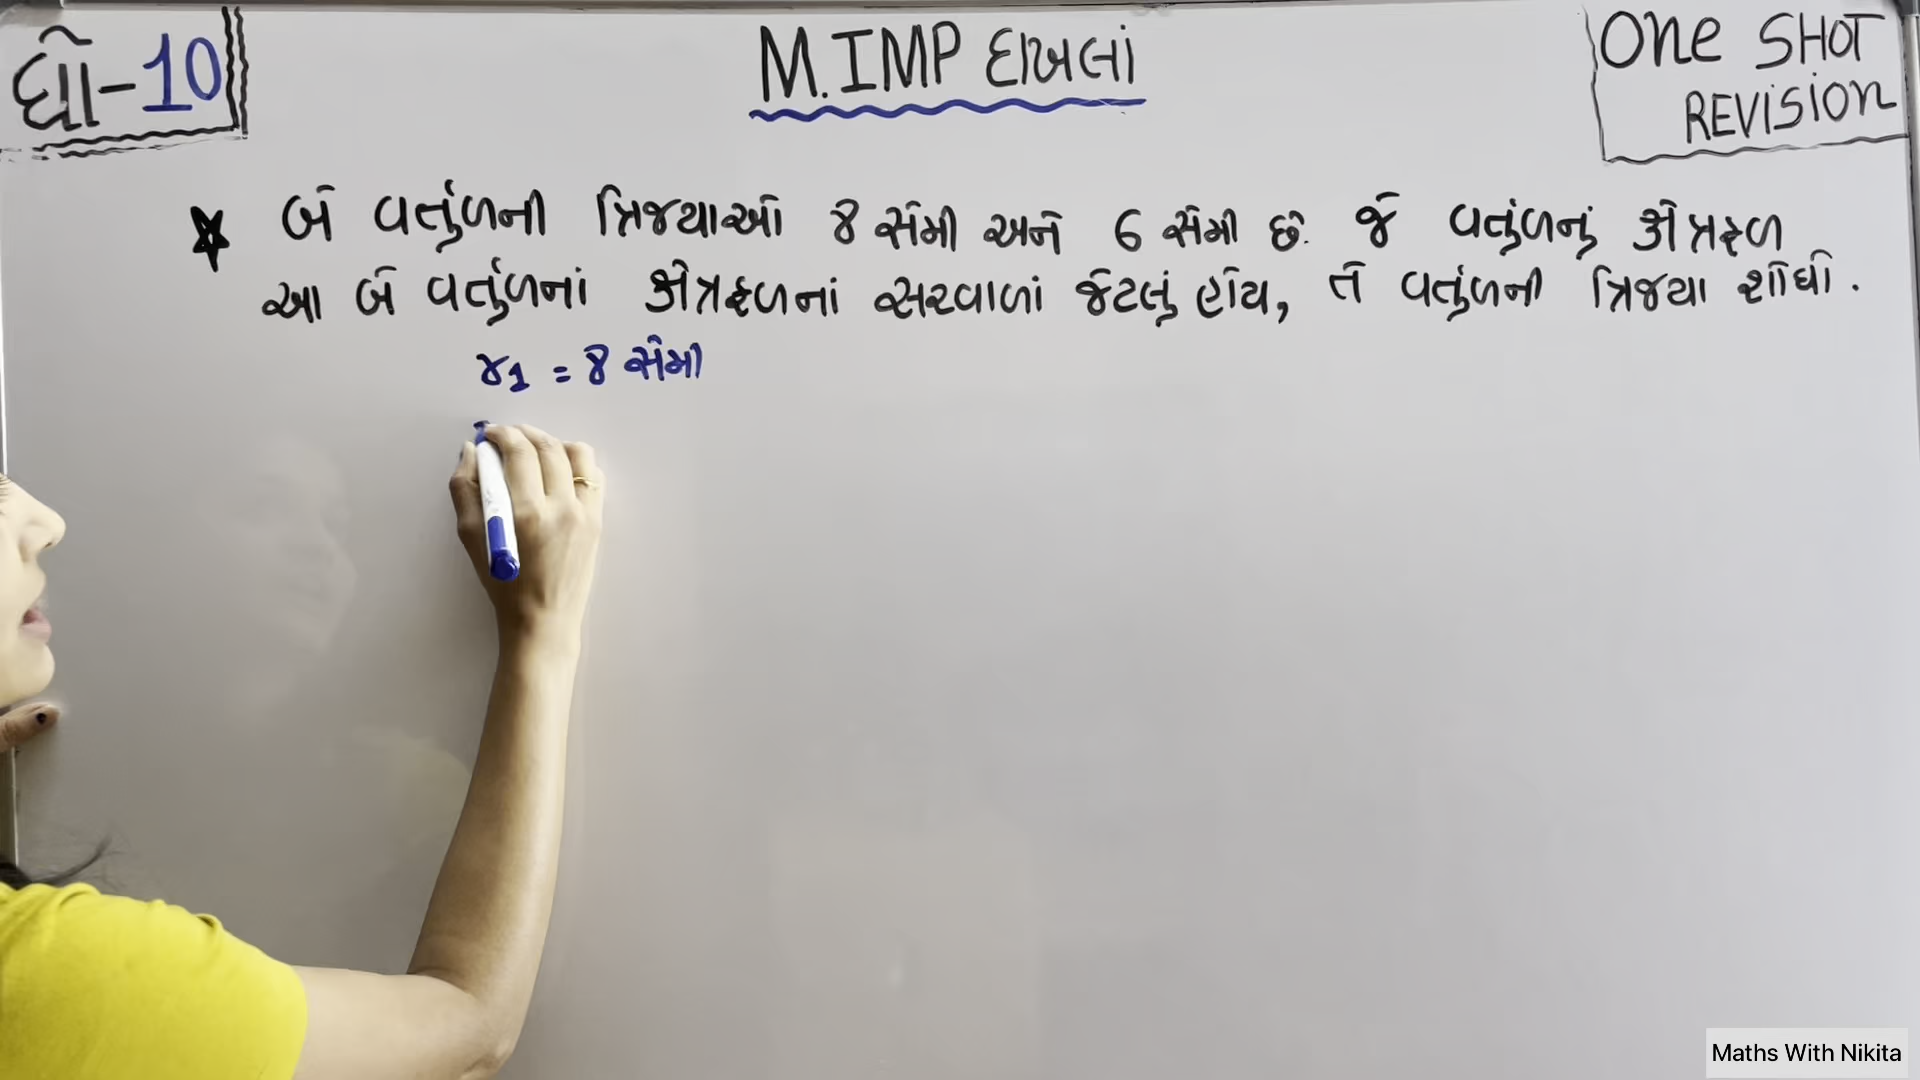 ધો-10
M.IMP દાખલાં
ONE SHOT
REVISION
★ બે વર્તુળની ત્રિજ્યાઓ 8 સેમી અને 6 સેમી છે. જે વર્તુળનું ક્ષેત્રફળ
આ બે વર્તુળનાં ક્ષેત્રફળનાં સરવાળાં જેટલું હોય, તે વર્તુળની ત્રિજ્યા શોધો.
r1 = 8 સેમી
Maths With Nikita